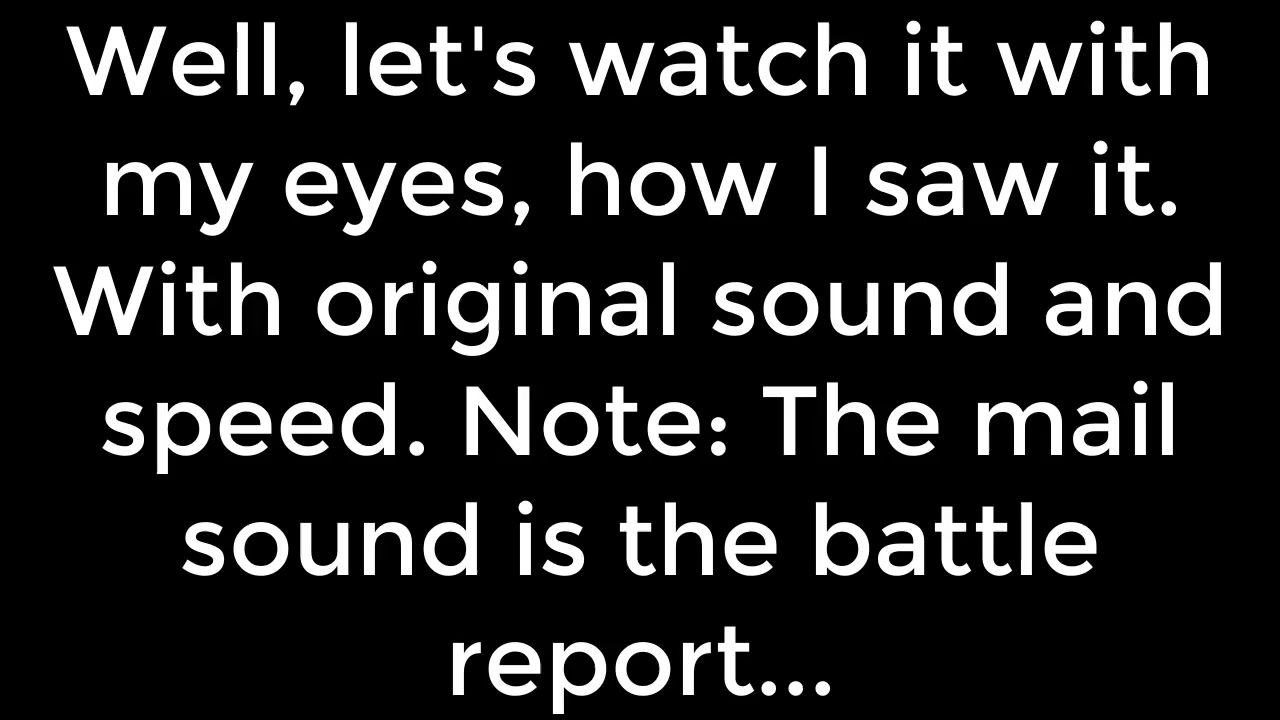 Well, let's watch it with
my eyes, how I saw it.
With original sound and
speed. Note: The mail
sound is the battle
report...